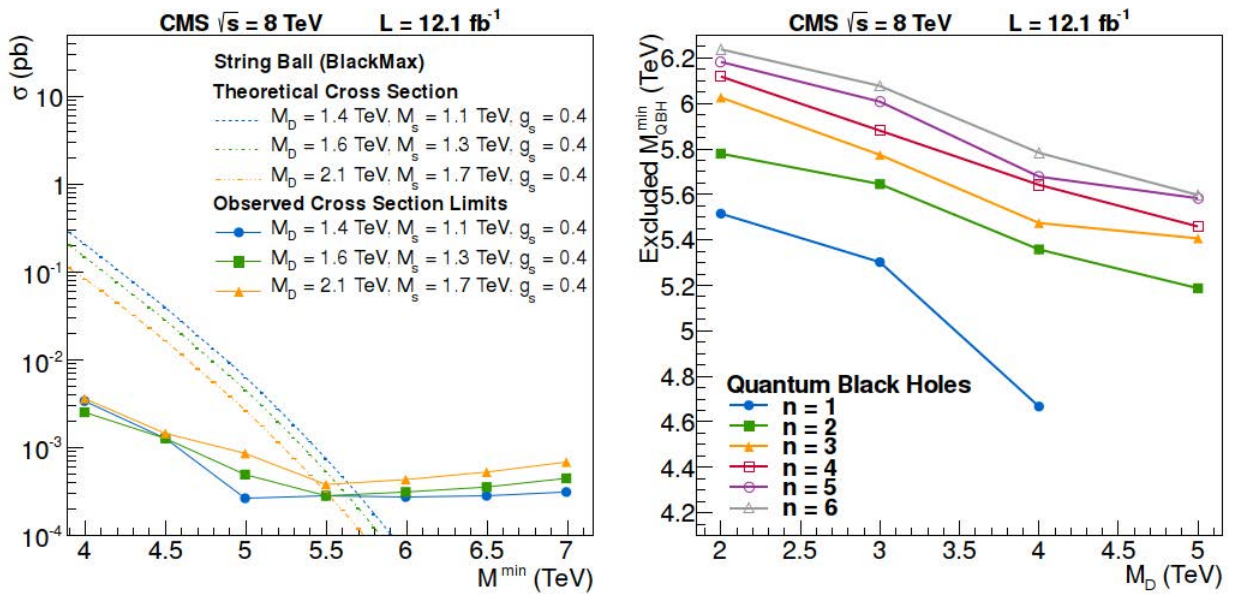 CMS √s = 8 TeV L = 12.1 fb⁻¹
σ (pb)
String Ball (BlackMax)
Theoretical Cross Section
M_D = 1.4 TeV, M_s = 1.1 TeV, g_s = 0.4
M_D = 1.6 TeV, M_s = 1.3 TeV, g_s = 0.4
M_D = 2.1 TeV, M_s = 1.7 TeV, g_s = 0.4
Observed Cross Section Limits
M_D = 1.4 TeV, M_s = 1.1 TeV, g_s = 0.4
M_D = 1.6 TeV, M_s = 1.3 TeV, g_s = 0.4
M_D = 2.1 TeV, M_s = 1.7 TeV, g_s = 0.4
10
1
10⁻¹
10⁻²
10⁻³
10⁻⁴
4 4.5 5 5.5 6 6.5 7
M^min (TeV)
CMS √s = 8 TeV L = 12.1 fb⁻¹
Excluded M_QBH^min (TeV)
6.2
6
5.8
5.6
5.4
5.2
5
4.8
4.6
4.4
4.2
Quantum Black Holes
n = 1
n = 2
n = 3
n = 4
n = 5
n = 6
2 2.5 3 3.5 4 4.5 5
M_D (TeV)